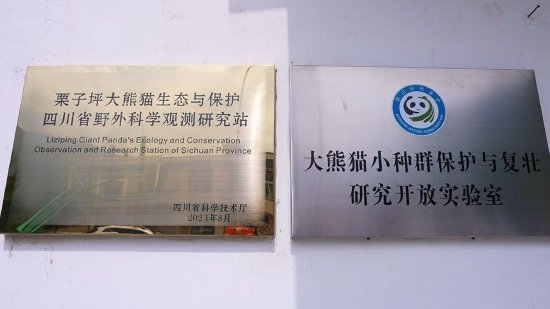 栗子坪大熊猫生态与保护
四川省野外科学观测研究站
Liziping Giant Panda's Ecology and Conservation
Observation and Research Station of Sichuan Province
四川省科学技术厅
2021年8月
大熊猫小种群保护与复壮
研究开放实验室